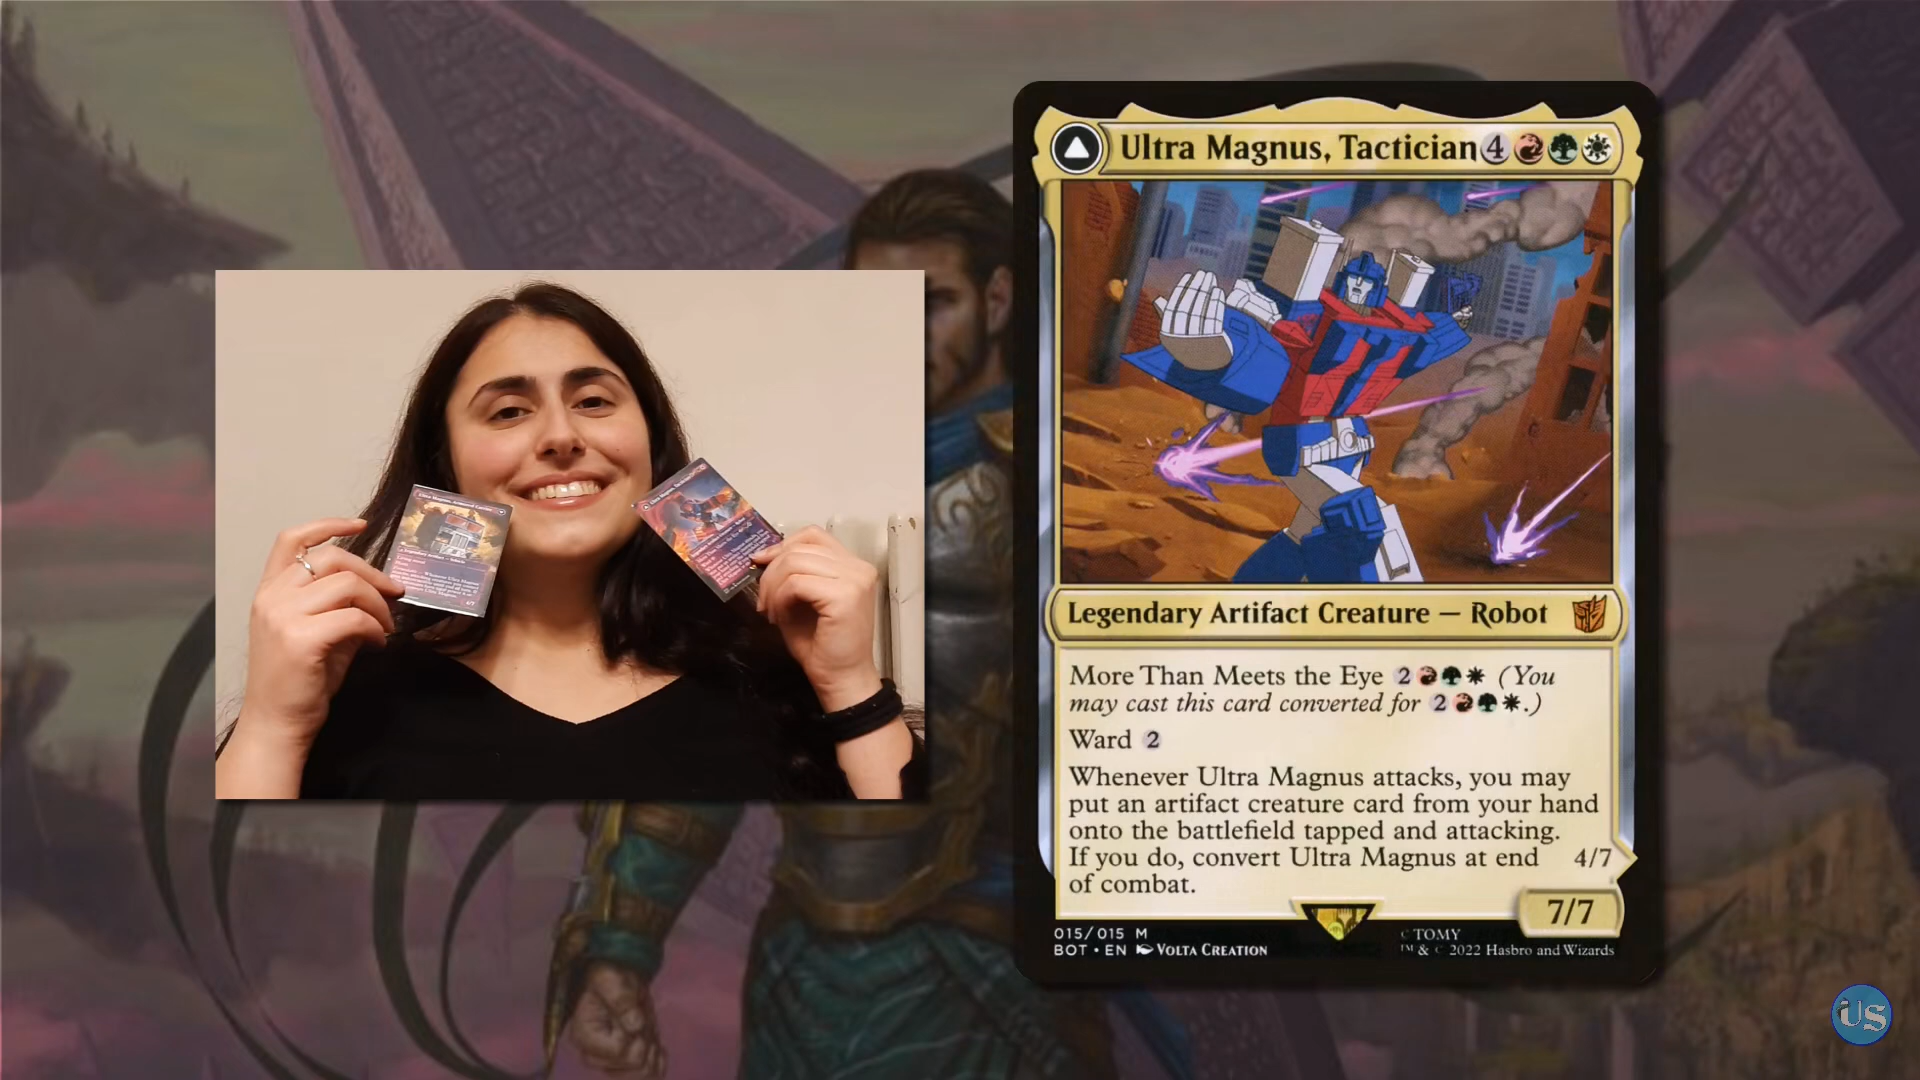 Ultra Magnus, Tactician 4
Legendary Artifact Creature — Robot
More Than Meets the Eye 2 (You
may cast this card converted for 2 .)
Ward 2
Whenever Ultra Magnus attacks, you may
put an artifact creature card from your hand
onto the battlefield tapped and attacking.
If you do, convert Ultra Magnus at end
of combat.
4/7
7/7
015/015 M
BOT • EN VOLTA CREATION
© TOMY
™ & © 2022 Hasbro and Wizards
US